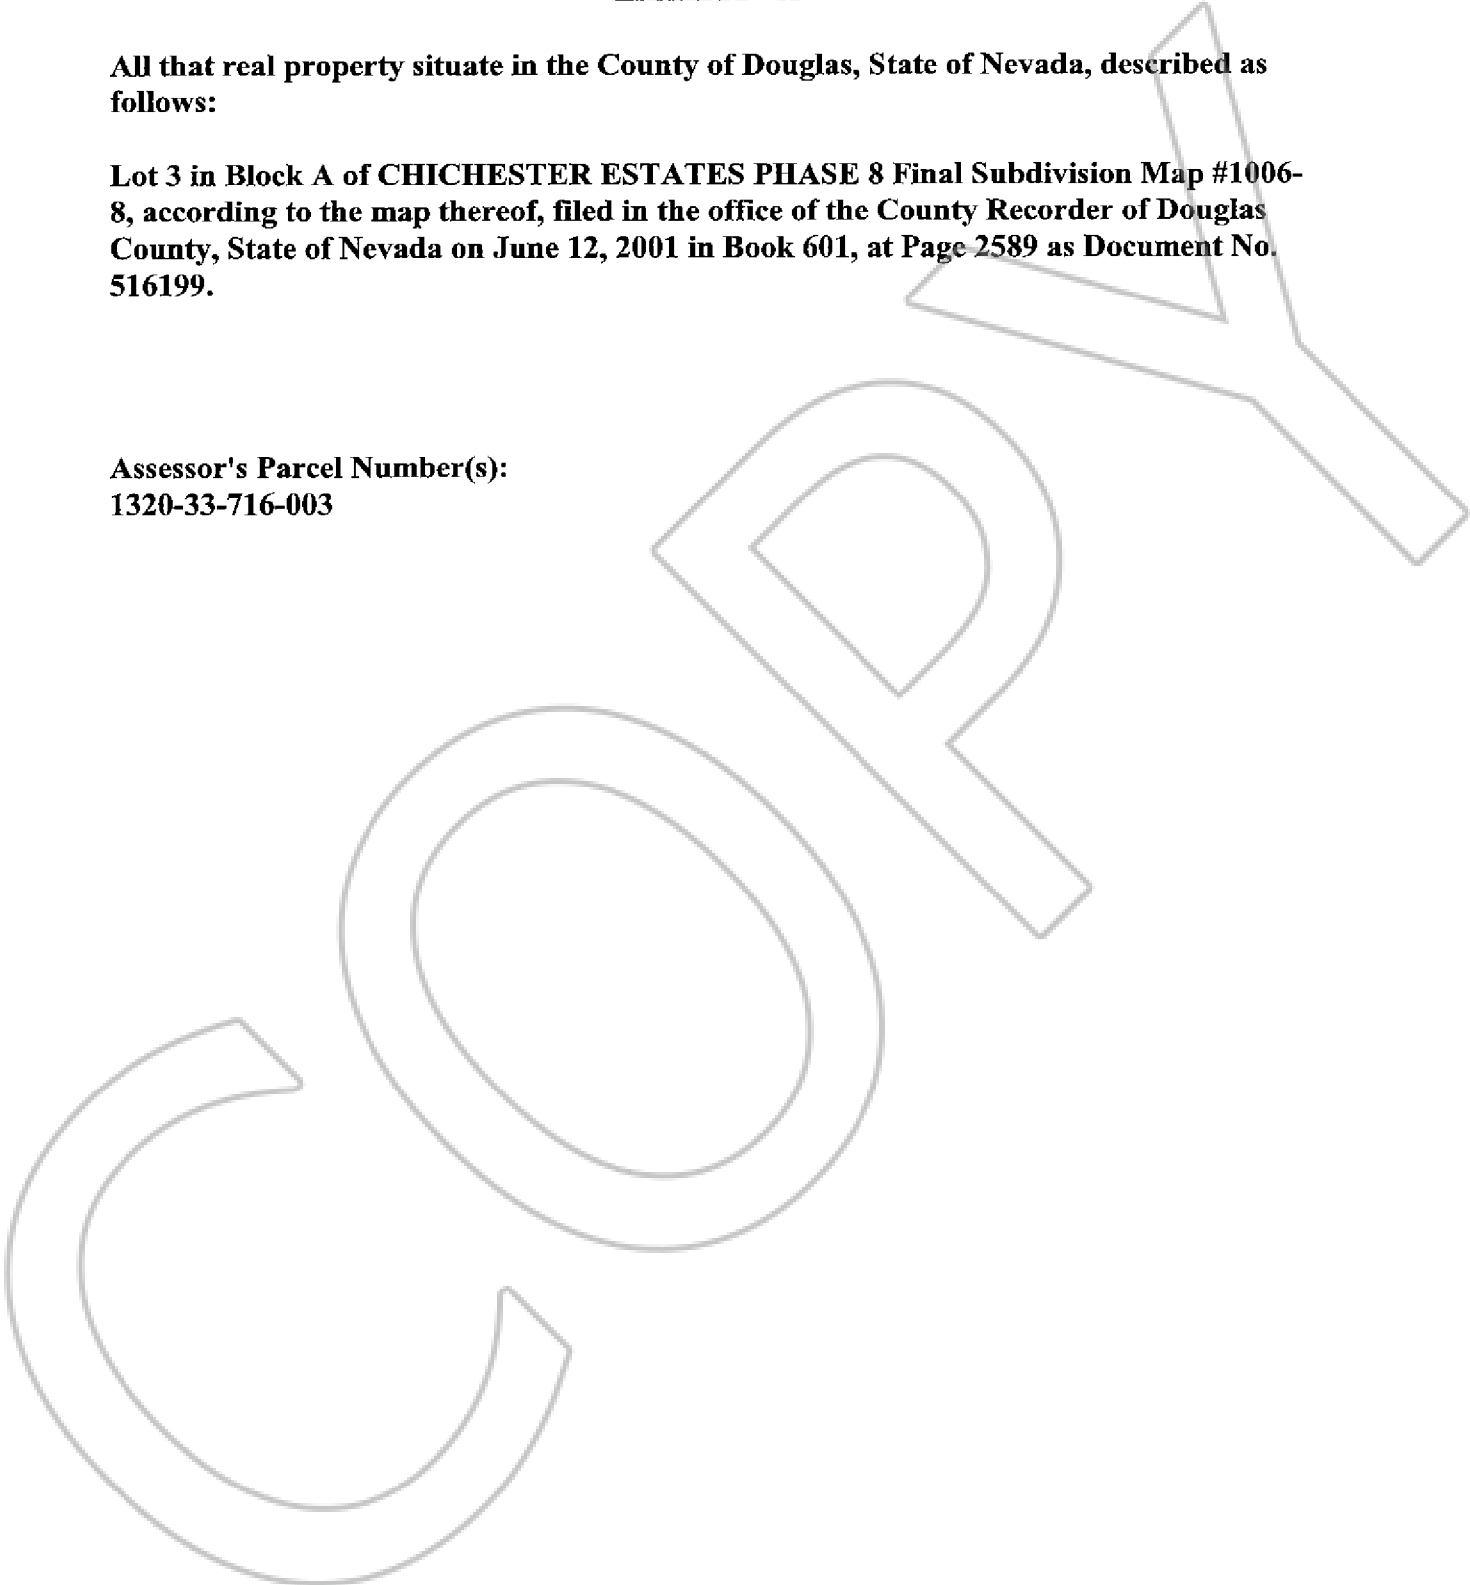 All that real property situate in the County of Douglas, State of Nevada, described as
follows:
Lot 3 in Block A of CHICHESTER ESTATES PHASE 8 Final Subdivision Map #1006-
8, according to the map thereof, filed in the office of the County Recorder of Douglas
County, State of Nevada on June 12, 2001 in Book 601, at Page 2589 as Document No.
516199.
Assessor's Parcel Number(s):
1320-33-716-003
COPY